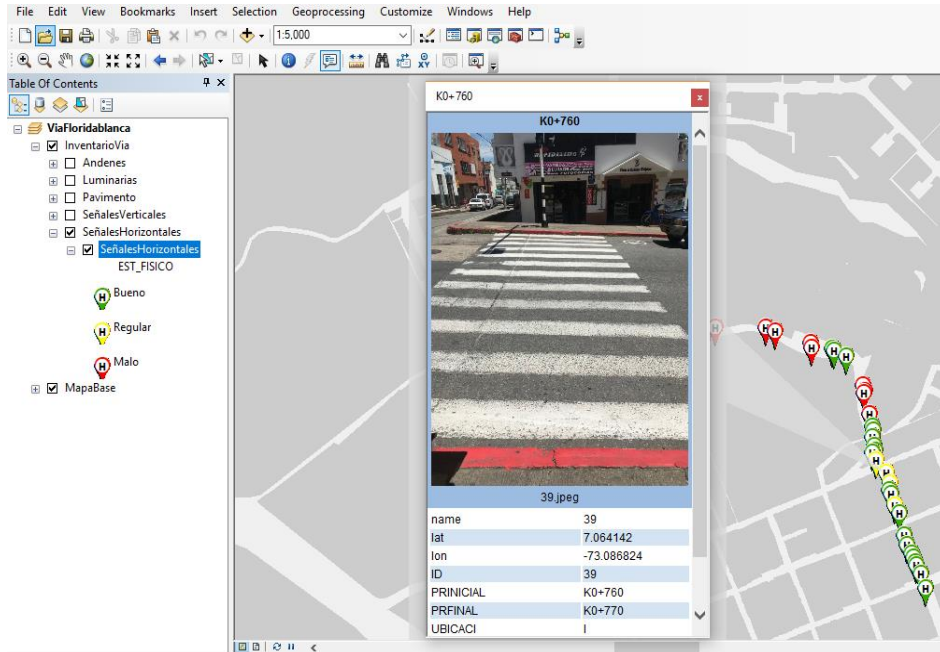 File Edit View Bookmarks Insert Selection Geoprocessing Customize Windows Help
1:5,000
Table Of Contents
ViaFloridablanca
InventarioVia
Andenes
Luminarias
Pavimento
SeñalesVerticales
SeñalesHorizontales
SeñalesHorizontales
EST_FISICO
H Bueno
H Regular
H Malo
MapaBase
K0+760
K0+760
39.jpeg
name 39
lat 7.064142
lon -73.086824
ID 39
PRINICIAL K0+760
PRFINAL K0+770
UBICACI I